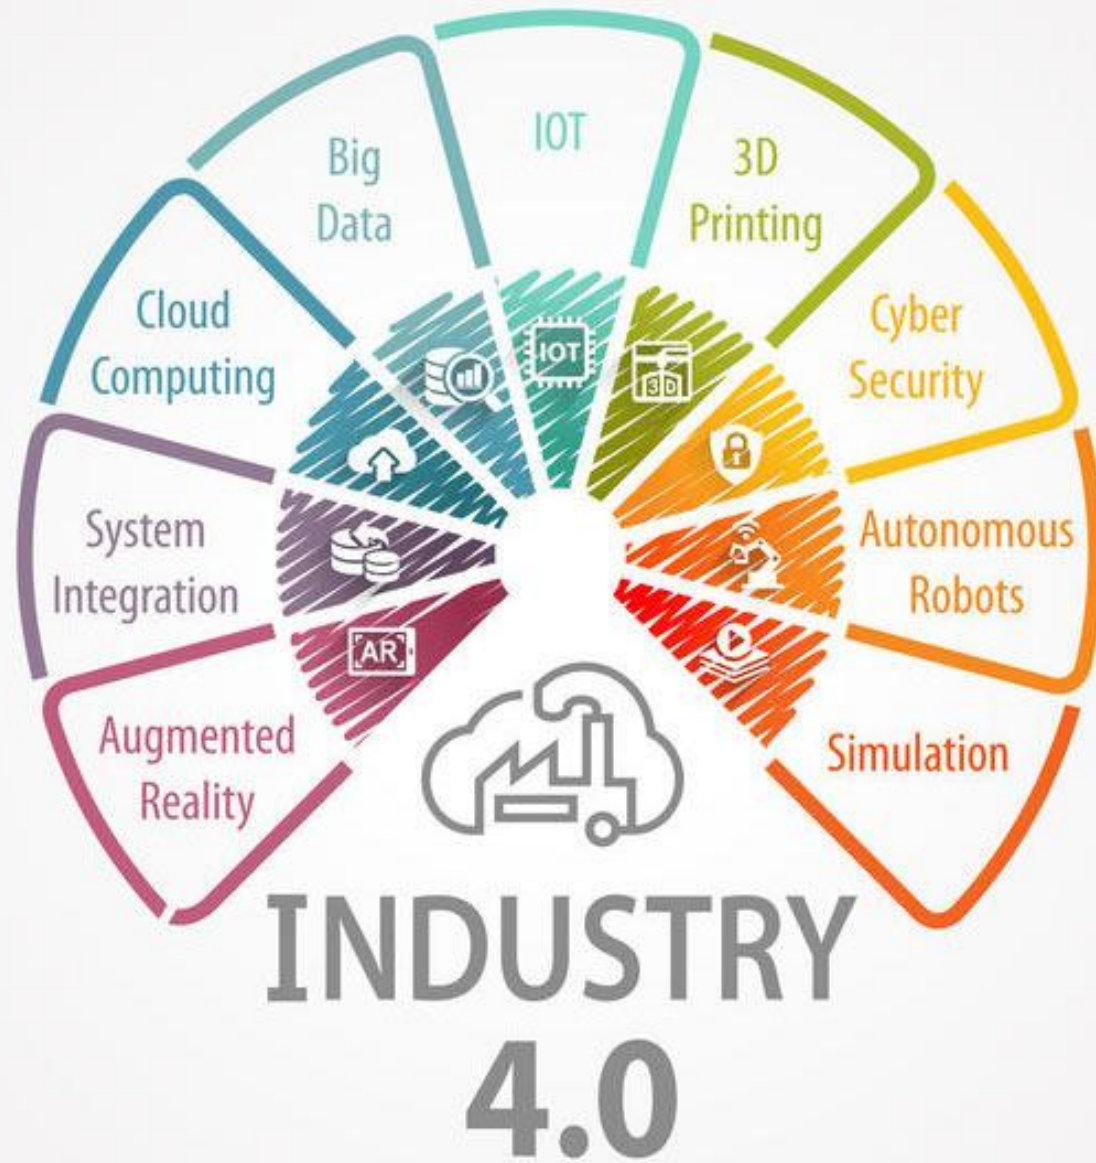 IOT
Big
Data
3D
Printing
Cloud
Computing
Cyber
Security
System
Integration
Autonomous
Robots
Augmented
Reality
Simulation
IOT
3D
AR
INDUSTRY
4.0